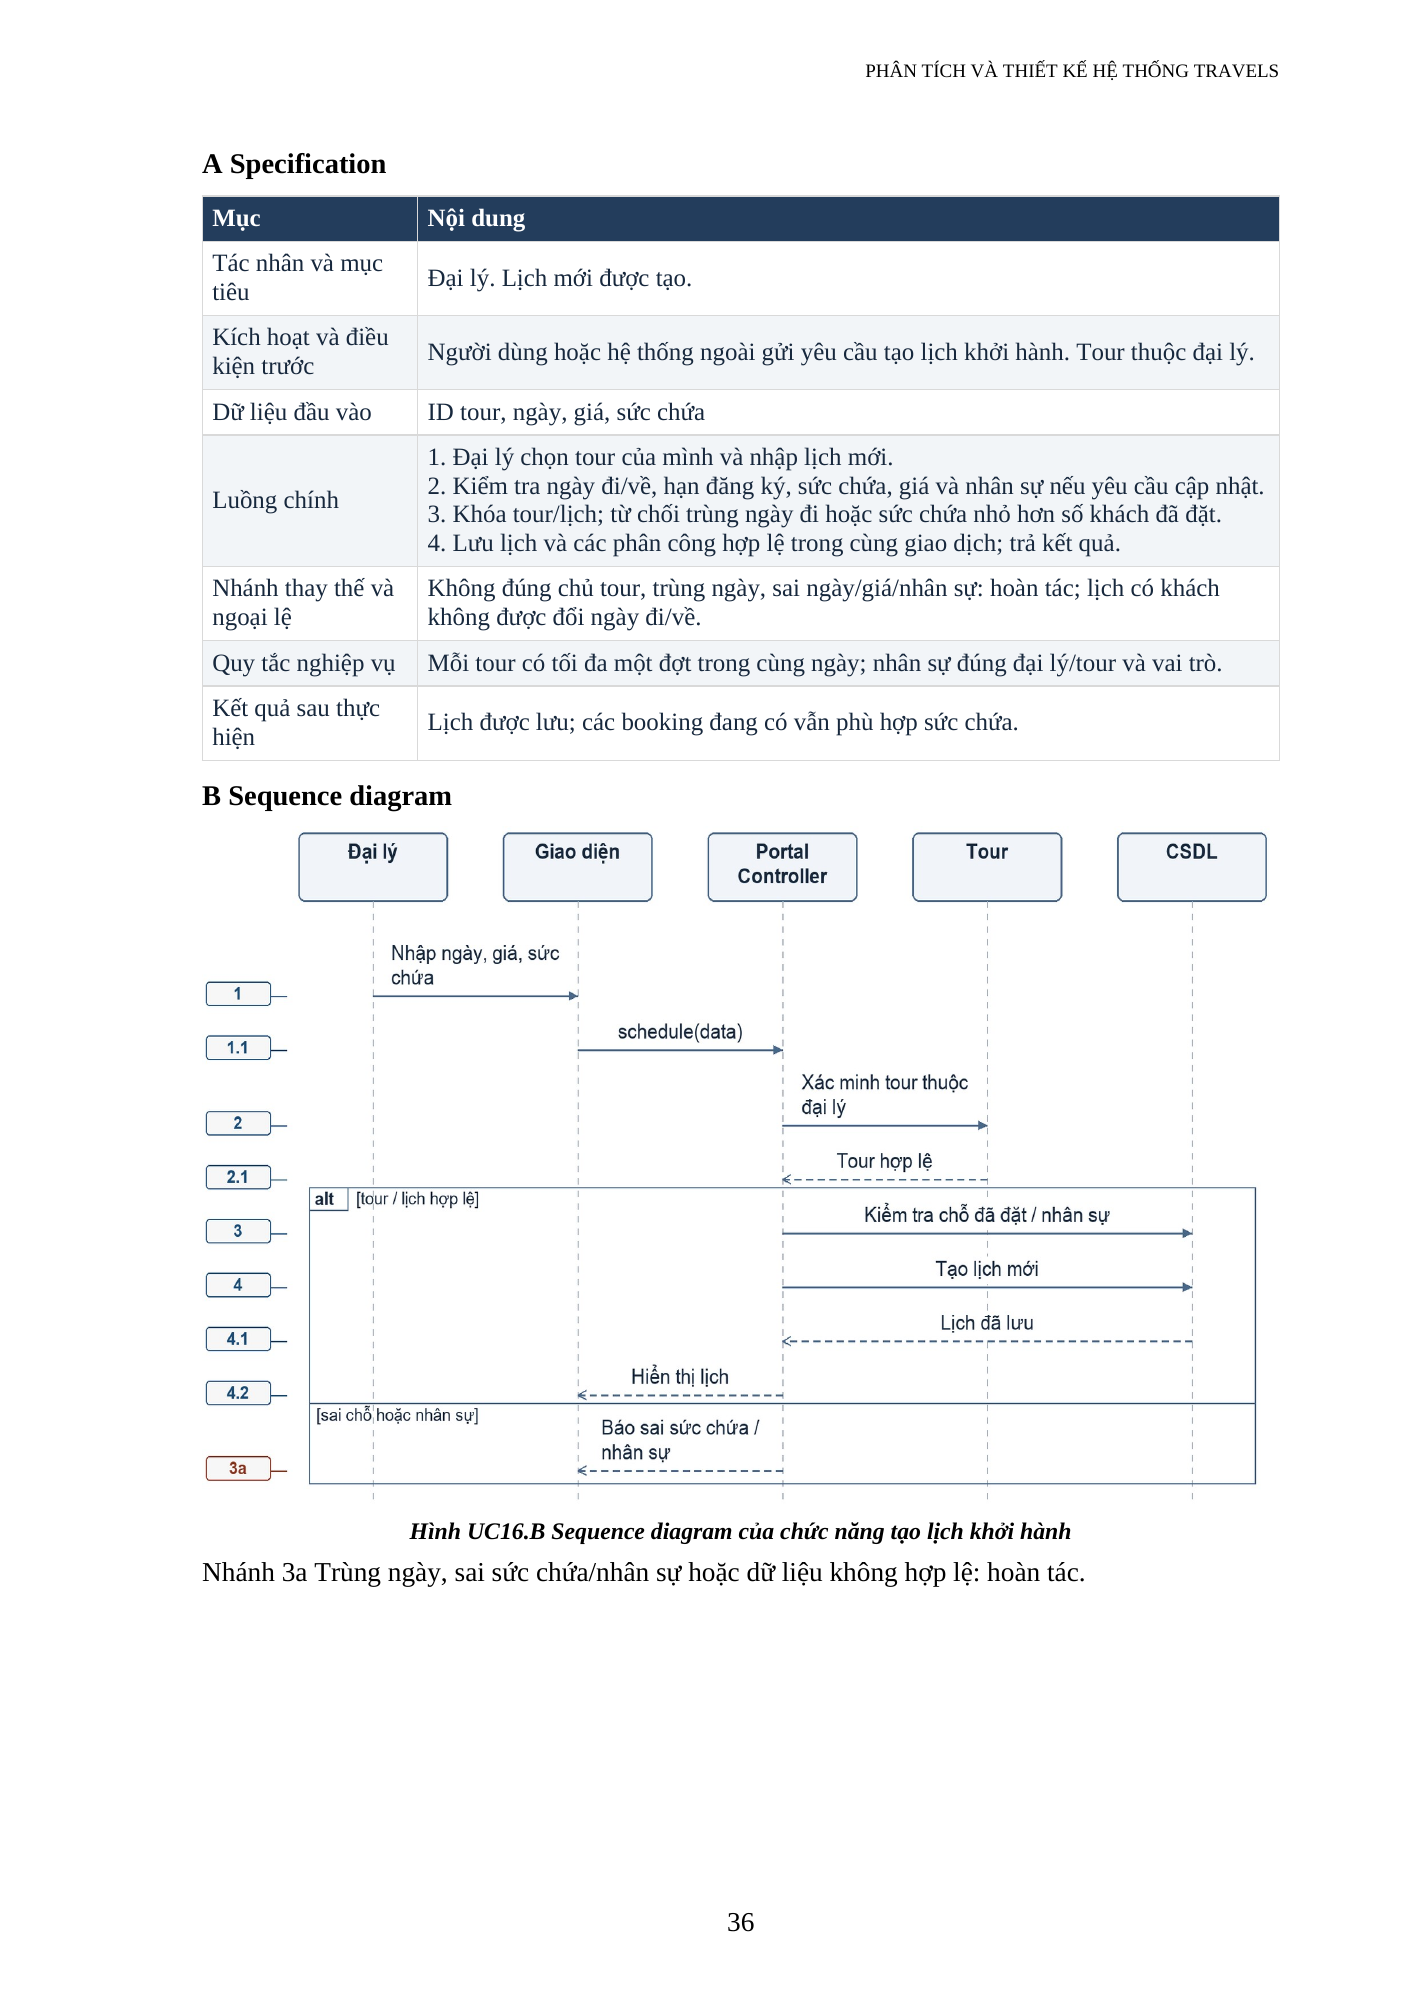 PHÂN TÍCH VÀ THIẾT KẾ HỆ THỐNG TRAVELS
A Specification
Mục
Nội dung
Tác nhân và mục
tiêu
Đại lý. Lịch mới được tạo.
Kích hoạt và điều
kiện trước
Người dùng hoặc hệ thống ngoài gửi yêu cầu tạo lịch khởi hành. Tour thuộc đại lý.
Dữ liệu đầu vào
ID tour, ngày, giá, sức chứa
Luồng chính
1. Đại lý chọn tour của mình và nhập lịch mới.
2. Kiểm tra ngày đi/về, hạn đăng ký, sức chứa, giá và nhân sự nếu yêu cầu cập nhật.
3. Khóa tour/lịch; từ chối trùng ngày đi hoặc sức chứa nhỏ hơn số khách đã đặt.
4. Lưu lịch và các phân công hợp lệ trong cùng giao dịch; trả kết quả.
Nhánh thay thế và
ngoại lệ
Không đúng chủ tour, trùng ngày, sai ngày/giá/nhân sự: hoàn tác; lịch có khách
không được đổi ngày đi/về.
Quy tắc nghiệp vụ
Mỗi tour có tối đa một đợt trong cùng ngày; nhân sự đúng đại lý/tour và vai trò.
Kết quả sau thực
hiện
Lịch được lưu; các booking đang có vẫn phù hợp sức chứa.
B Sequence diagram
Đại lý
Giao diện
Portal
Controller
Tour
CSDL
Nhập ngày, giá, sức
chứa
1
schedule(data)
1.1
Xác minh tour thuộc
đại lý
2
Tour hợp lệ
2.1
alt
[tour / lịch hợp lệ]
Kiểm tra chỗ đã đặt / nhân sự
3
Tạo lịch mới
4
Lịch đã lưu
4.1
Hiển thị lịch
4.2
[sai chỗ hoặc nhân sự]
Báo sai sức chứa /
nhân sự
3a
Hình UC16.B Sequence diagram của chức năng tạo lịch khởi hành
Nhánh 3a Trùng ngày, sai sức chứa/nhân sự hoặc dữ liệu không hợp lệ: hoàn tác.
36